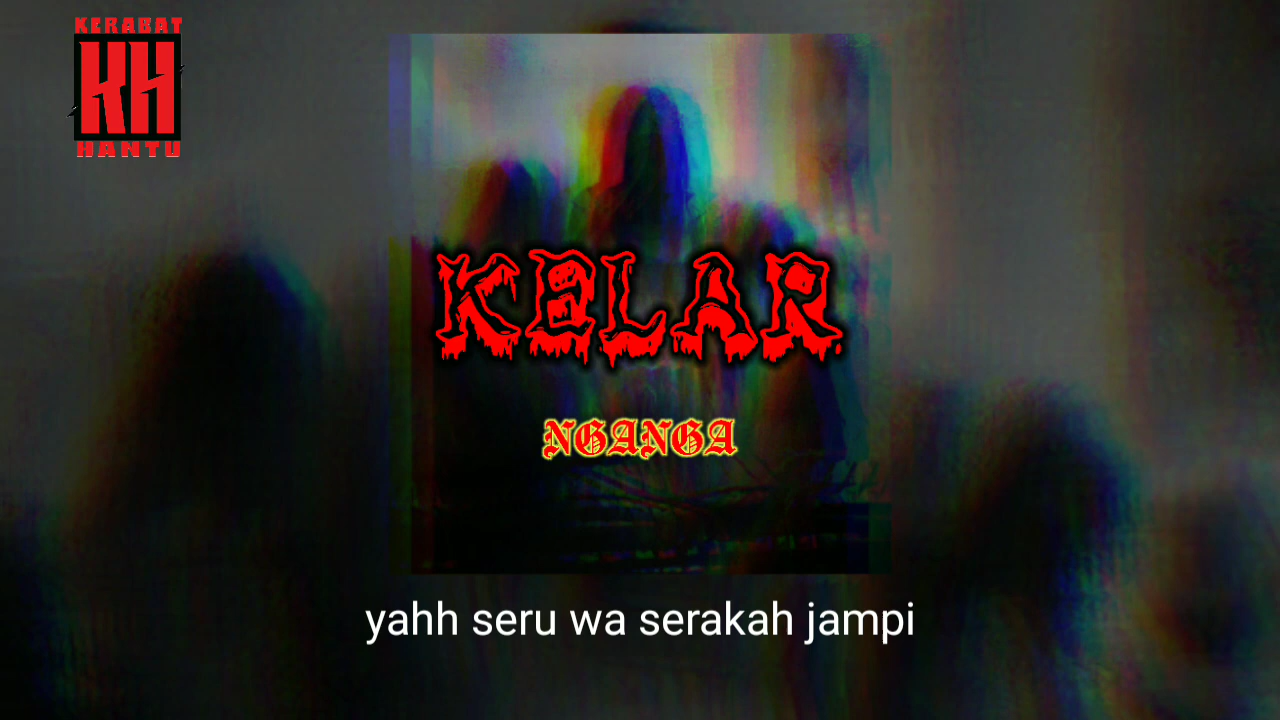 KERABAT
KH
HANTU
KELAR
NGANGA
yahh seru wa serakah jampi